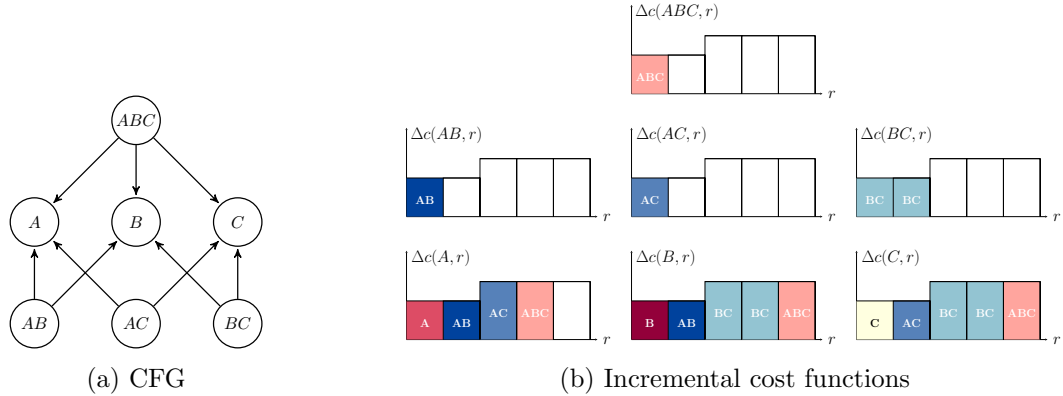 ABC
A B C
AB AC BC
(a) CFG
Δc(ABC, r)
ABC
r
Δc(AB, r) Δc(AC, r) Δc(BC, r)
AB AC BC BC
r r r
Δc(A, r) Δc(B, r) Δc(C, r)
A AB AC ABC B AB BC BC ABC C AC BC BC ABC
r r r
(b) Incremental cost functions